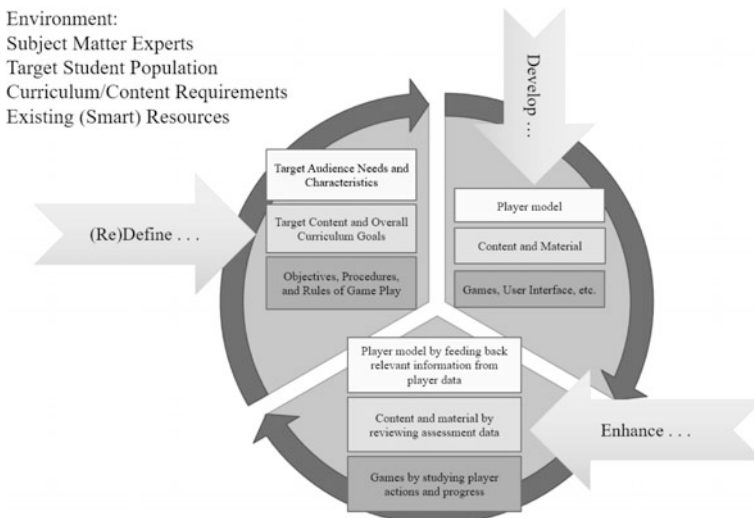 Environment:
Subject Matter Experts
Target Student Population
Curriculum/Content Requirements
Existing (Smart) Resources
Develop ...
(Re)Define . . .
Target Audience Needs and
Characteristics
Target Content and Overall
Curriculum Goals
Objectives, Procedures,
and Rules of Game Play
Player model
Content and Material
Games, User Interface, etc.
Player model by feeding back
relevant information from
player data
Content and material by
reviewing assessment data
Games by studying player
actions and progress
Enhance . . .